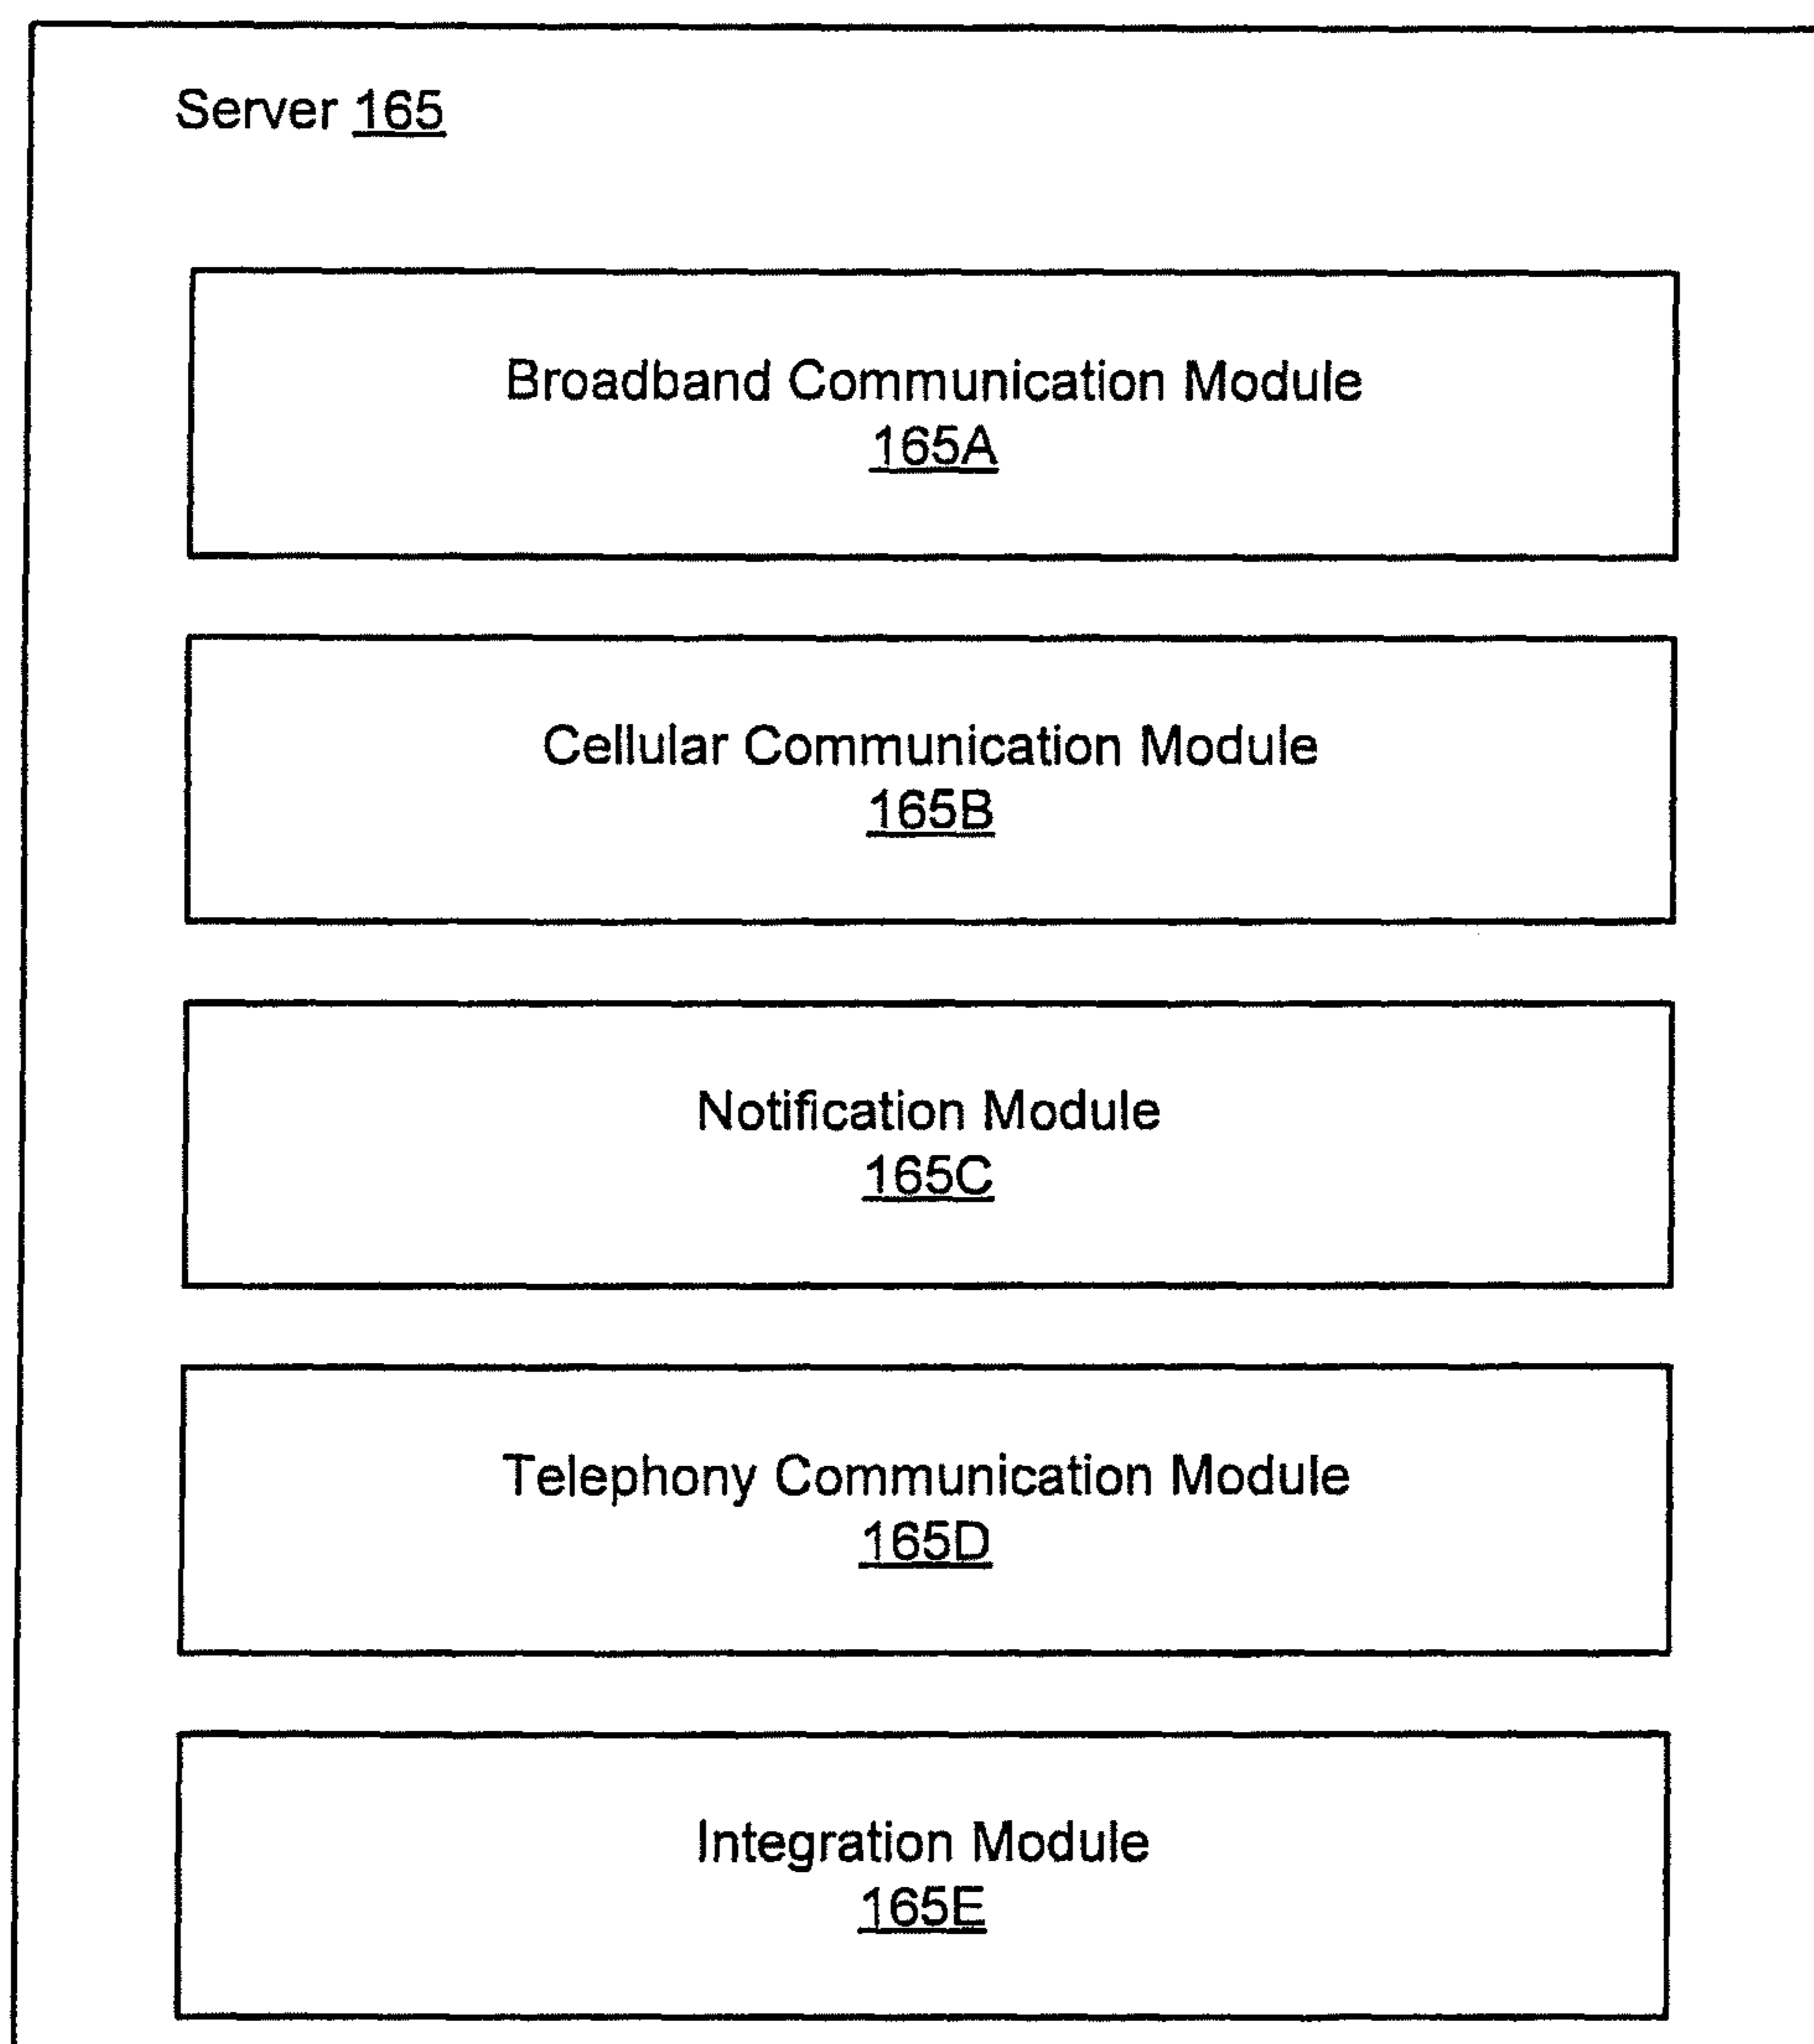 Server 165
Broadband Communication Module
165A
Cellular Communication Module
165B
Notification Module
165C
Telephony Communication Module
165D
Integration Module
165E